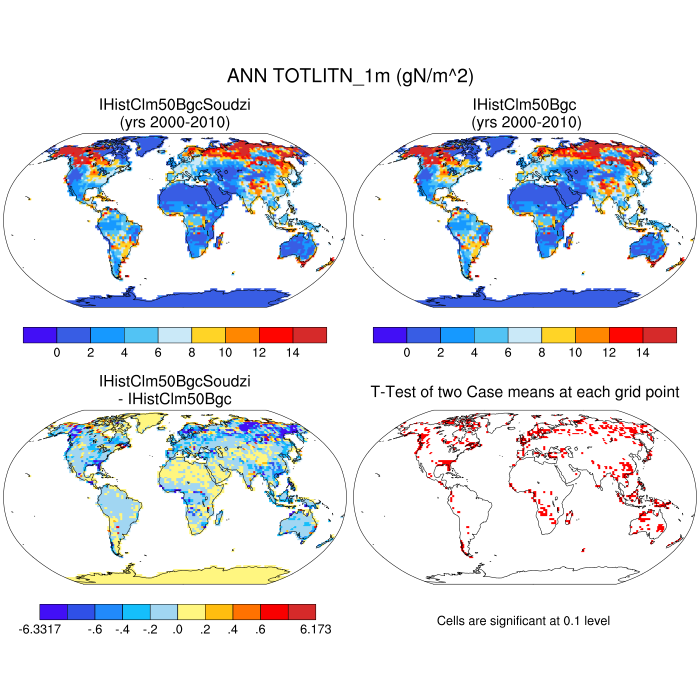 ANN TOTLITN_1m (gN/m^2)
IHistClm50BgcSoudzi
(yrs 2000-2010)
IHistClm50Bgc
(yrs 2000-2010)
0 2 4 6 8 10 12 14
0 2 4 6 8 10 12 14
IHistClm50BgcSoudzi
- IHistClm50Bgc
T-Test of two Case means at each grid point
-6.3317 -.6 -.4 -.2 .0 .2 .4 .6 6.173
Cells are significant at 0.1 level